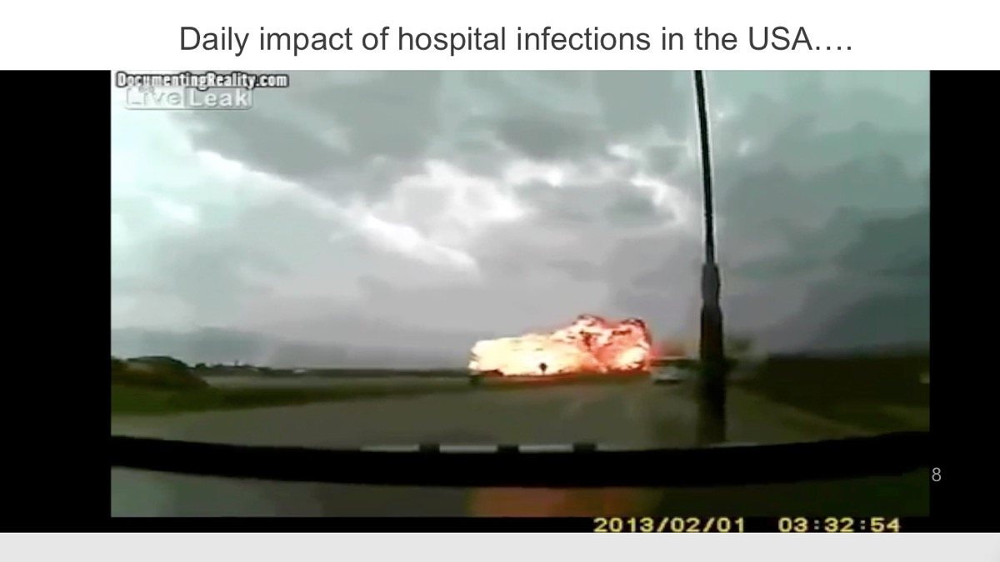 Daily impact of hospital infections in the USA….
DocumentingReality.com
LiveLeak
8
2013/02/01 03:32:54